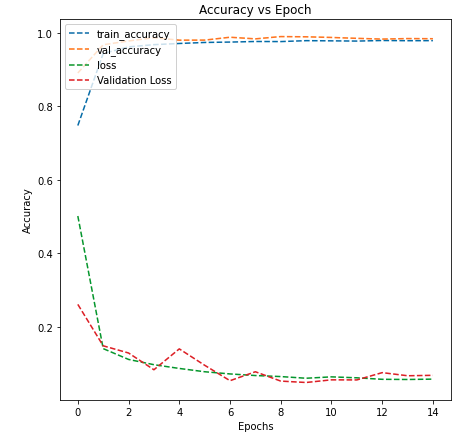 Accuracy vs Epoch
1.0
0.8
0.6
0.4
0.2
Accuracy
train_accuracy
val_accuracy
loss
Validation Loss
0 2 4 6 8 10 12 14
Epochs